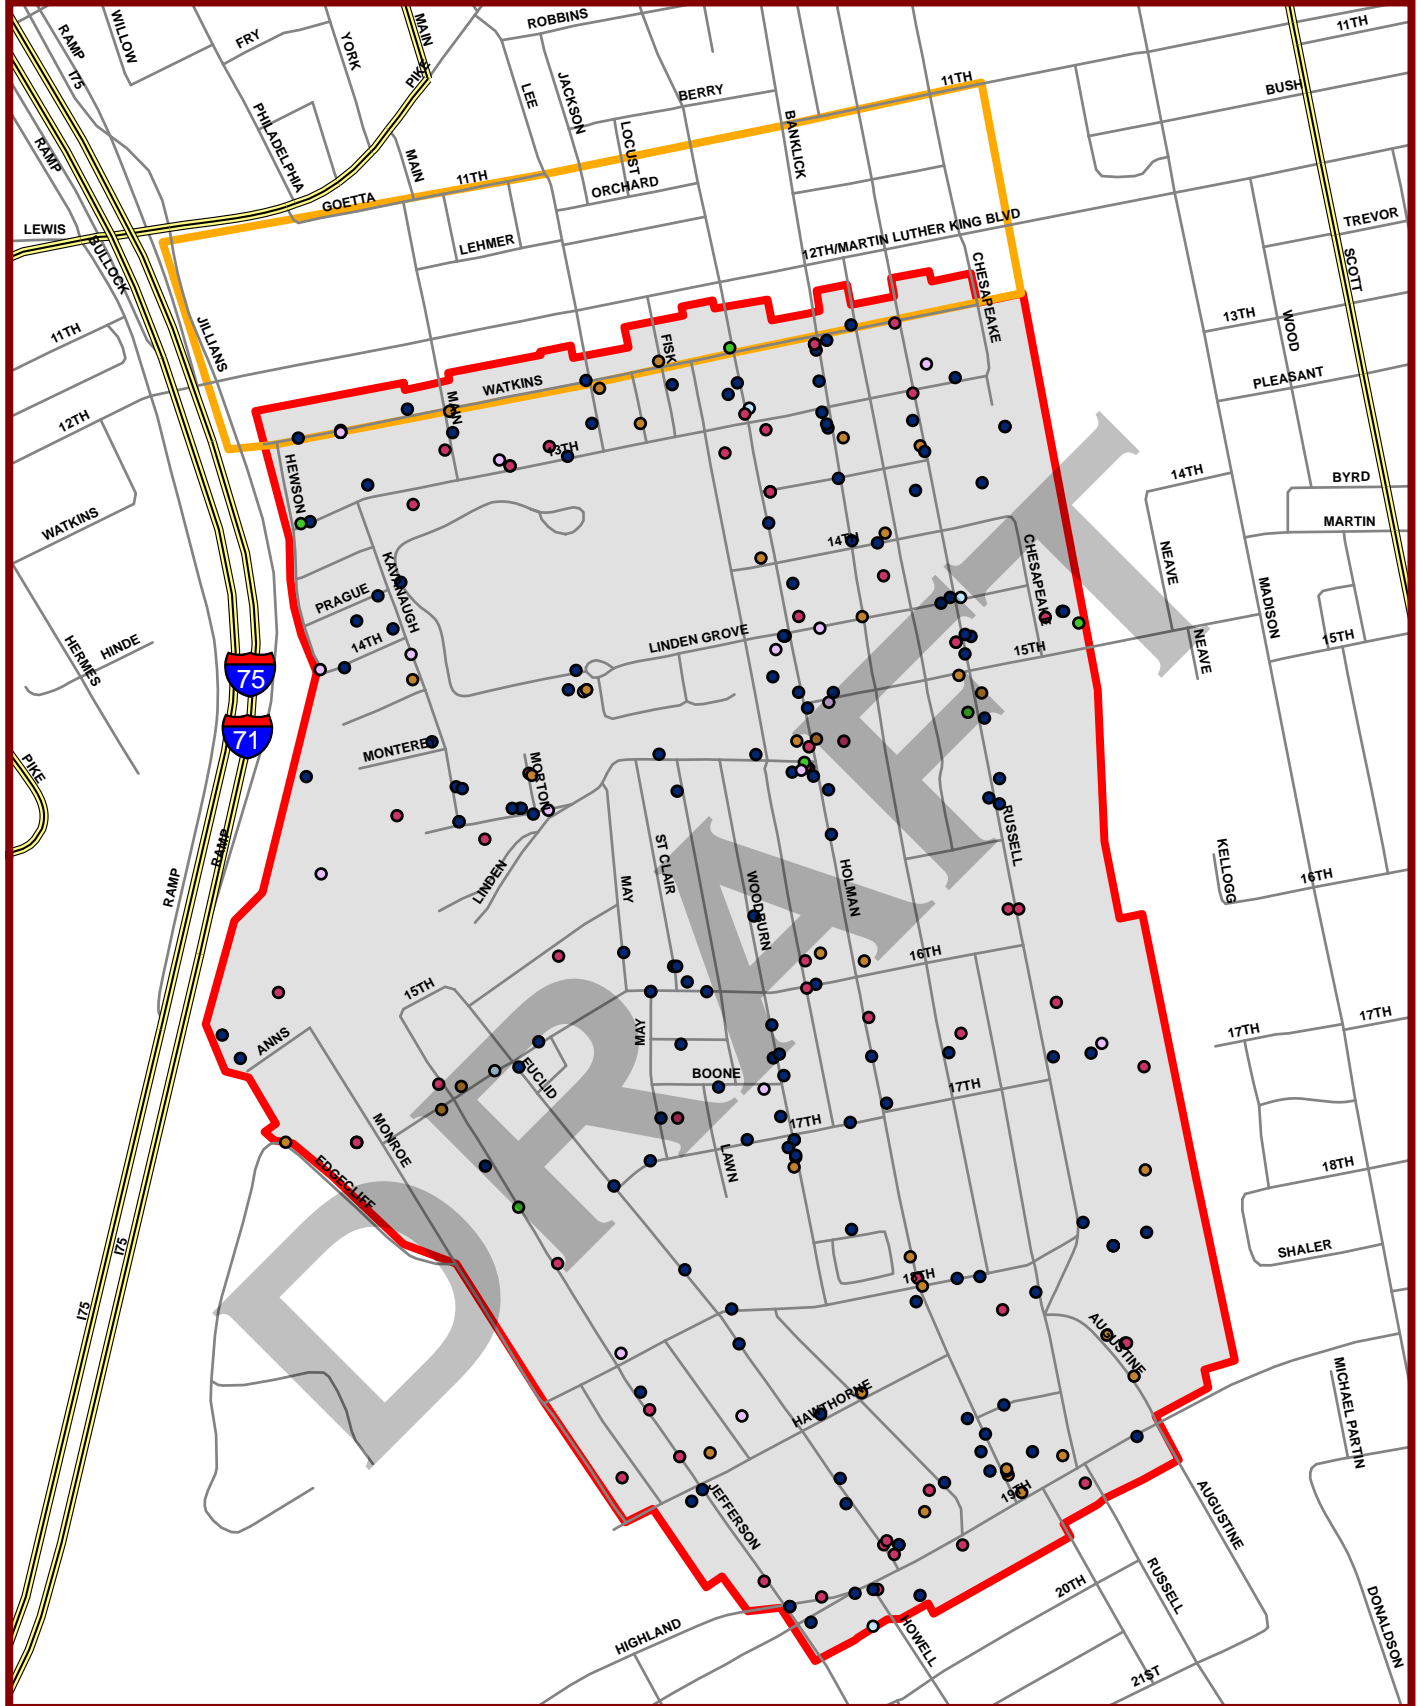 ROBBINS
WILLOW
RAMP
FRY
YORK
MAIN
11TH
I75
PIKE
LEE
JACKSON
BERRY
11TH
BUSH
PHILADELPHIA
LOCUST
BANKLICK
RAMP
MAIN
11TH
ORCHARD
GOETTA
LEWIS
LEHMER
12TH/MARTIN LUTHER KING BLVD
TREVOR
BULLOCK
CHESAPEAKE
SCOTT
11TH
JILLIANS
FISK
13TH
WOOD
WATKINS
PLEASANT
12TH
MAIN
13TH
HEWSON
14TH
BYRD
WATKINS
MARTIN
14TH
KAVANAUGH
CHESAPEAKE
NEAVE
PRAGUE
MADISON
HERMES
HINDE
14TH
LINDEN GROVE
15TH
NEAVE
15TH
75
71
MONTEREY
PIKE
MORTON
RUSSELL
RAMP
RAMP
LINDEN
MAY
ST CLAIR
WOODBURN
HOLMAN
KELLOGG
16TH
16TH
15TH
ANNS
MAY
17TH
17TH
EUCLID
BOONE
17TH
MONROE
17TH
LAWN
18TH
EDGECLIFF
I75
SHALER
18TH
I75
AUGUSTINE
HAWTHORNE
MICHAEL PARTIN
JEFFERSON
19TH
AUGUSTINE
20TH
RUSSELL
DONALDSON
HIGHLAND
HOWELL
21ST
DRAFT